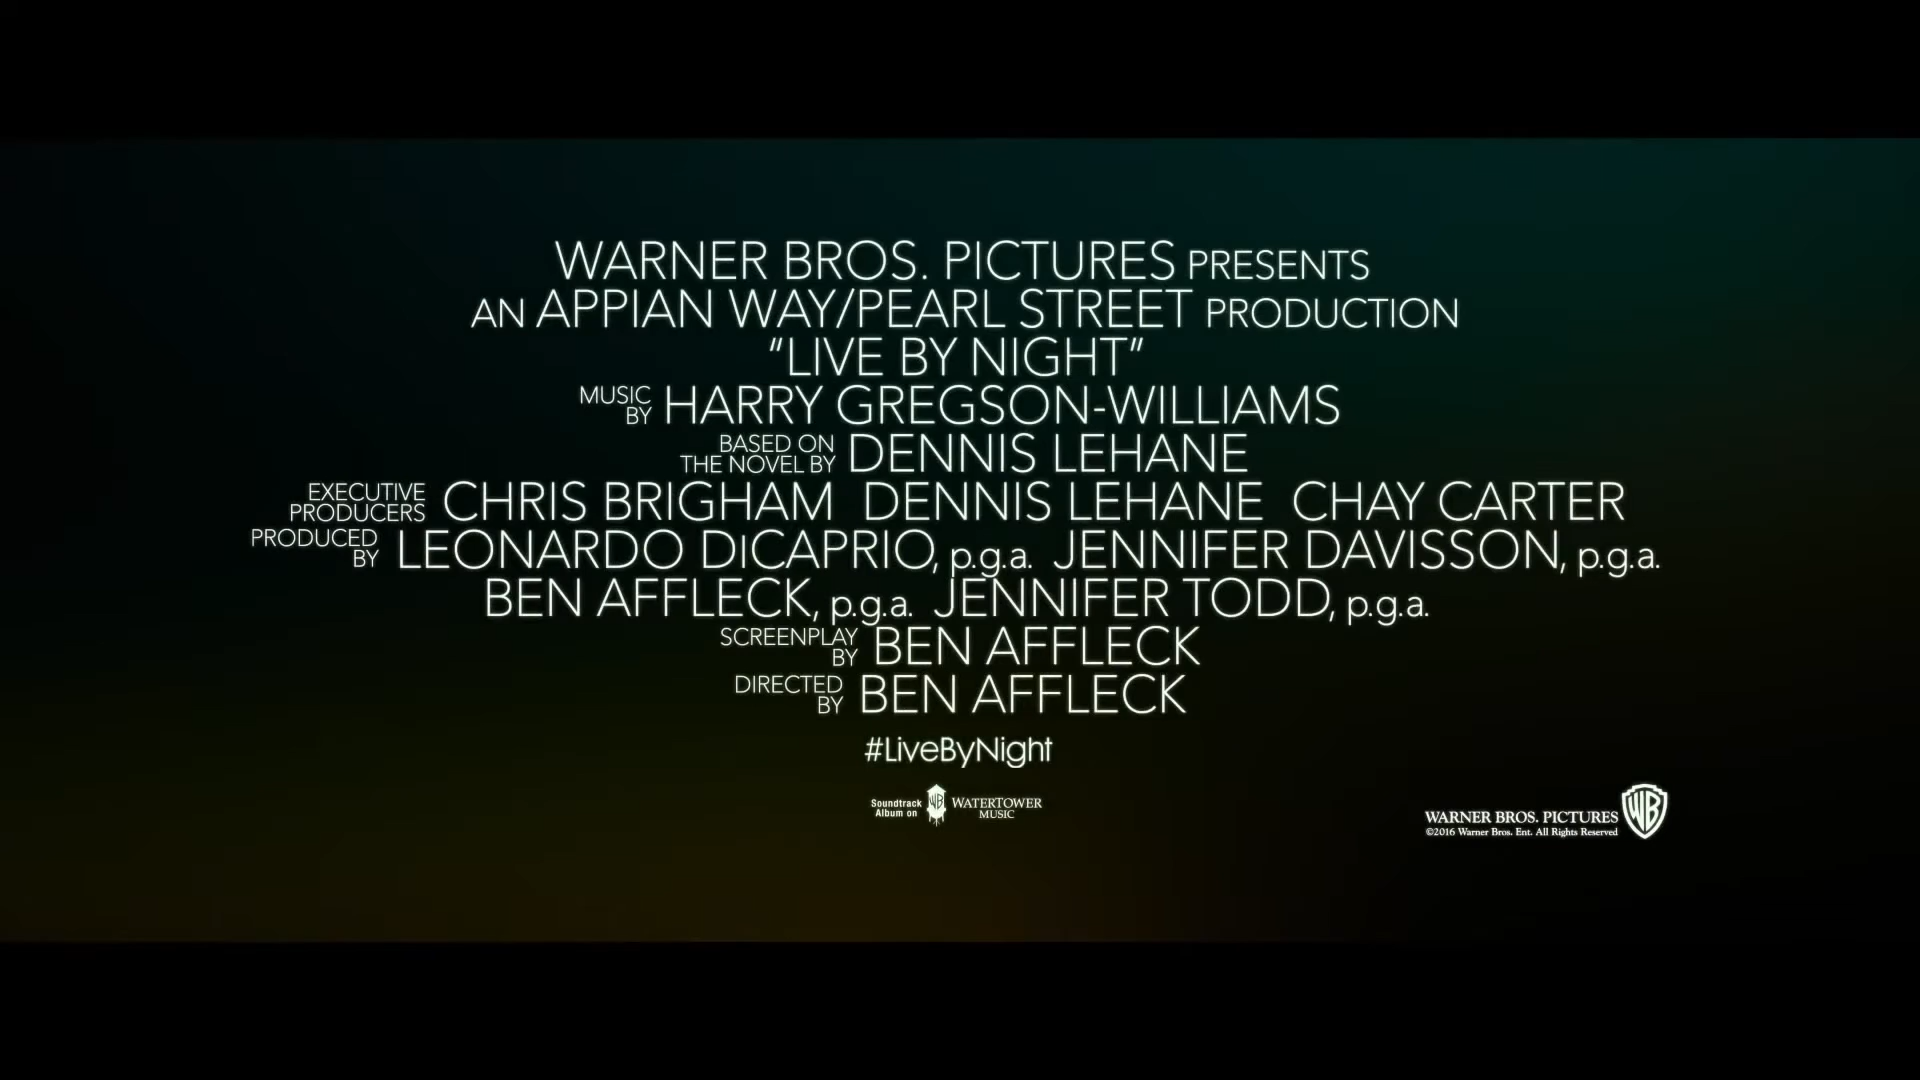 WARNER BROS. PICTURES PRESENTS
AN APPIAN WAY/PEARL STREET PRODUCTION
“LIVE BY NIGHT”
MUSIC BY HARRY GREGSON-WILLIAMS
BASED ON THE NOVEL BY DENNIS LEHANE
EXECUTIVE PRODUCERS CHRIS BRIGHAM DENNIS LEHANE CHAY CARTER
PRODUCED BY LEONARDO DiCAPRIO, p.g.a. JENNIFER DAVISSON, p.g.a.
BEN AFFLECK, p.g.a. JENNIFER TODD, p.g.a.
SCREENPLAY BY BEN AFFLECK
DIRECTED BY BEN AFFLECK
#LiveByNight
Soundtrack Album on WB WATERTOWER MUSIC
WARNER BROS. PICTURES WB
©2016 Warner Bros. Ent. All Rights Reserved